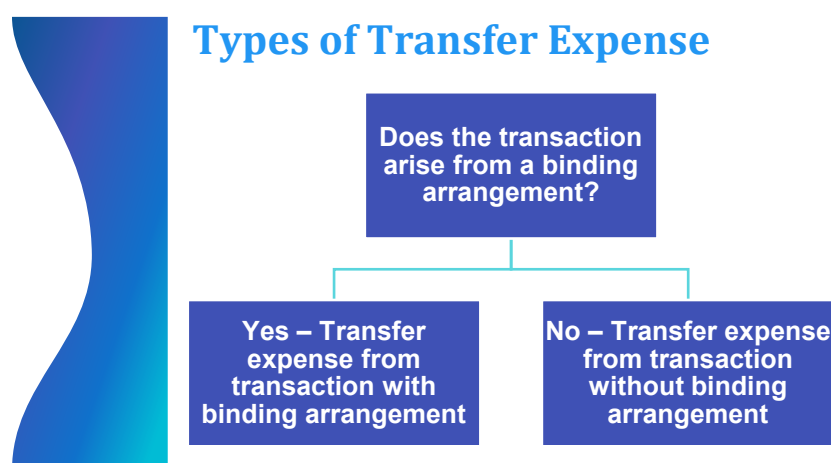 Types of Transfer Expense
Does the transaction
arise from a binding
arrangement?
Yes – Transfer
expense from
transaction with
binding arrangement
No – Transfer expense
from transaction
without binding
arrangement